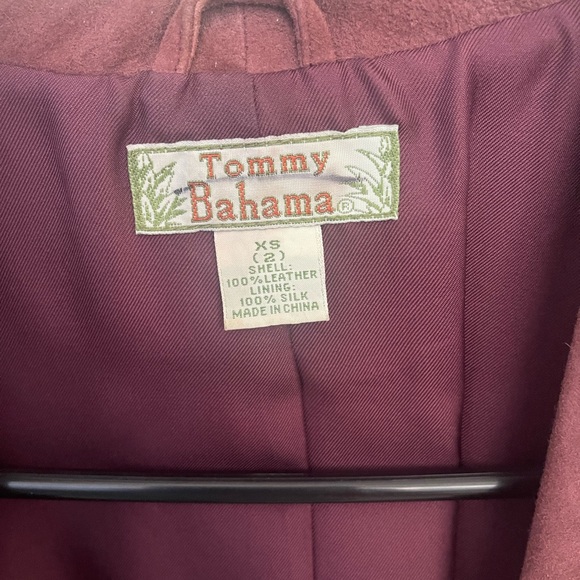 Tommy
Bahama®
XS
(2)
SHELL:
100% LEATHER
LINING:
100% SILK
MADE IN CHINA